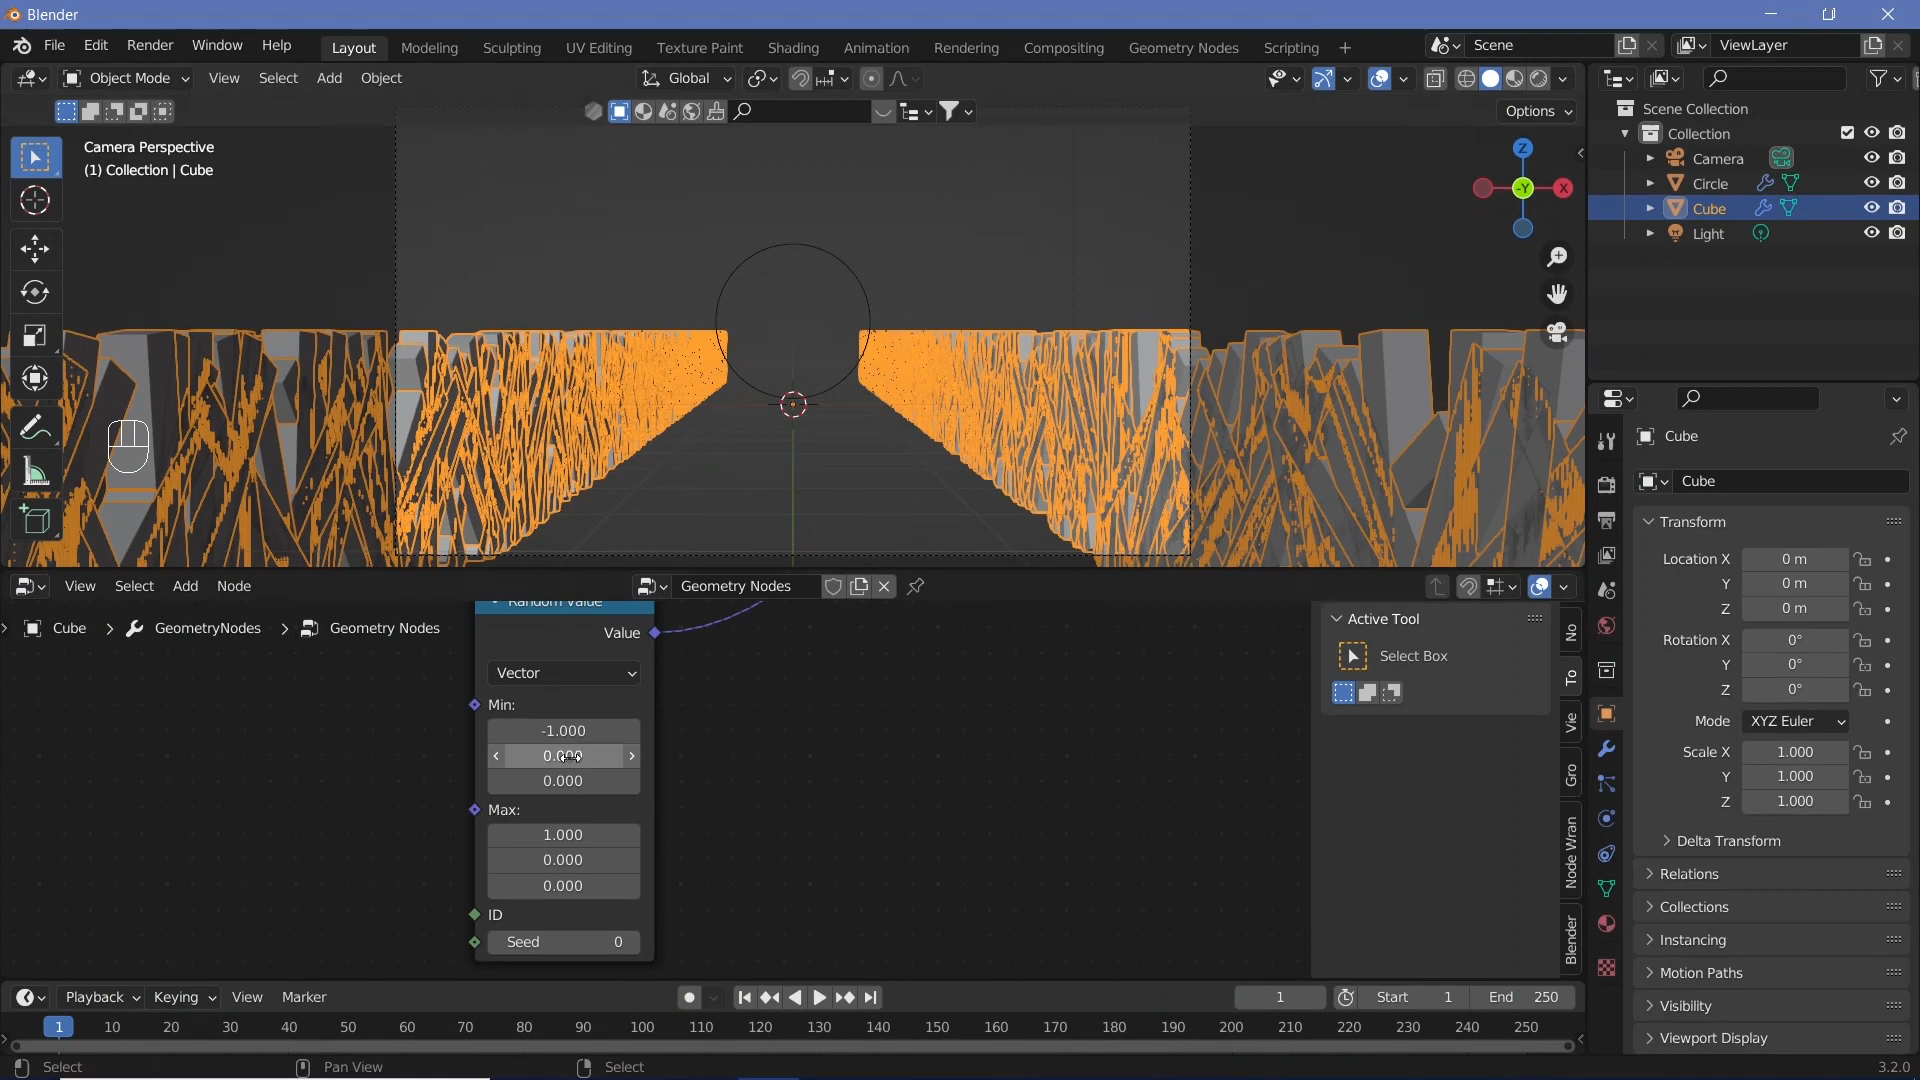 Blender
File Edit Render Window Help Layout Modeling Sculpting UV Editing Texture Paint Shading Animation Rendering Compositing Geometry Nodes Scripting + Scene ViewLayer
Object Mode View Select Add Object Global
Options
Camera Perspective
(1) Collection | Cube
Z
-Y X
Scene Collection
Collection
Camera
Circle
Cube
Light
Cube
Cube
Transform
Location X 0 m
Y 0 m
Z 0 m
Rotation X 0°
Y 0°
Z 0°
Mode XYZ Euler
Scale X 1.000
Y 1.000
Z 1.000
Delta Transform
Relations
Collections
Instancing
Motion Paths
Visibility
Viewport Display
View Select Add Node Geometry Nodes
Cube > GeometryNodes > Geometry Nodes
Random Value
Value
Vector
Min:
-1.000
0.000
0.000
Max:
1.000
0.000
0.000
ID
Seed 0
Active Tool
Select Box
No
To
Vie
Gro
Node Wran
Blender
Playback Keying View Marker 1 Start 1 End 250
1 10 20 30 40 50 60 70 80 90 100 110 120 130 140 150 160 170 180 190 200 210 220 230 240 250
Select Pan View Select 3.2.0